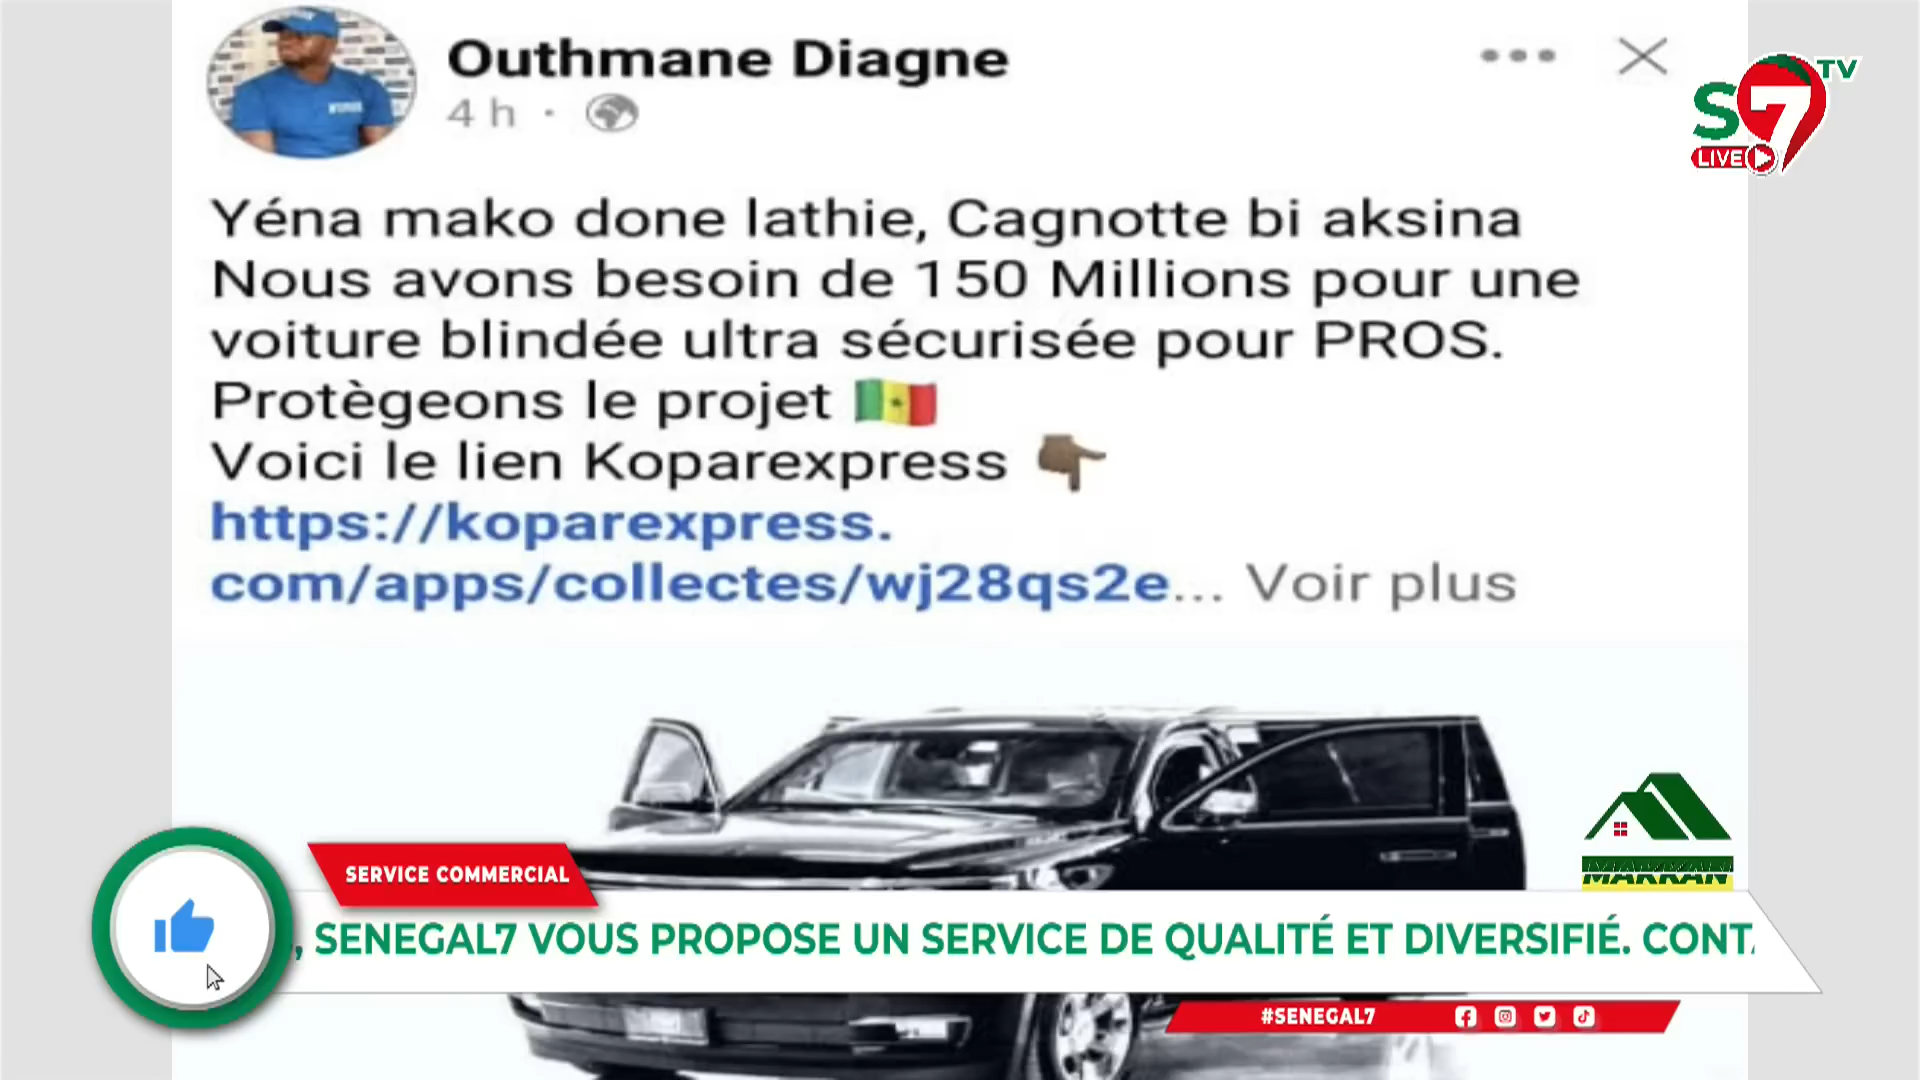 Outhmane Diagne
4 h ·
S7 TV
LIVE
Yéna mako done lathie, Cagnotte bi aksina
Nous avons besoin de 150 Millions pour une
voiture blindée ultra sécurisée pour PROS.
Protègeons le projet
Voici le lien Koparexpress
https://koparexpress.
com/apps/collectes/wj28qs2e... Voir plus
MAKKAN
SERVICE COMMERCIAL
, SENEGAL7 VOUS PROPOSE UN SERVICE DE QUALITÉ ET DIVERSIFIÉ. CONT
#SENEGAL7